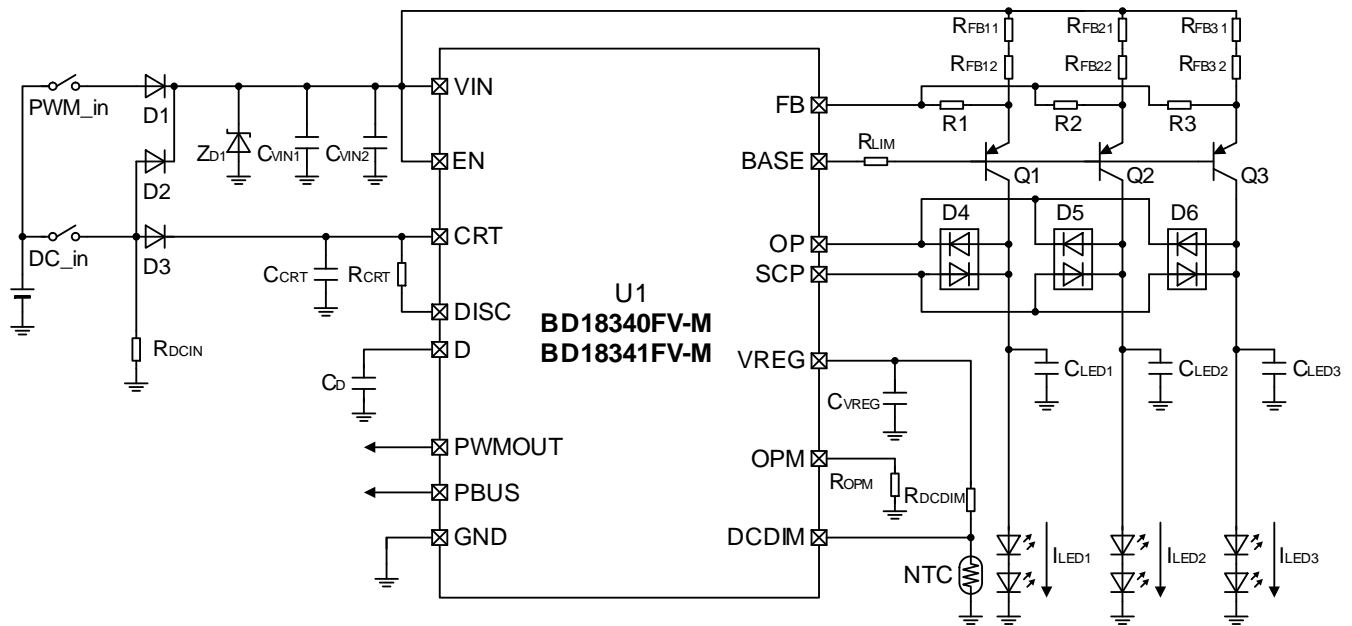 RFB11
RFB21
RFB31
RFB12
RFB22
RFB32
PWM_in
D1
VIN
FB
R1
R2
R3
ZD1
CVIN1
CVIN2
D2
EN
BASE
RLIM
Q1
Q2
Q3
DC_in
D3
CRT
OP
D4
D5
D6
CCRT
RCRT
SCP
U1
BD18340FV-M
BD18341FV-M
DISC
RDCIN
D
CD
VREG
CLED1
CLED2
CLED3
CVREG
PWMOUT
OPM
ROPM
RDCDIM
PBUS
GND
DCDIM
NTC
ILED1
ILED2
ILED3